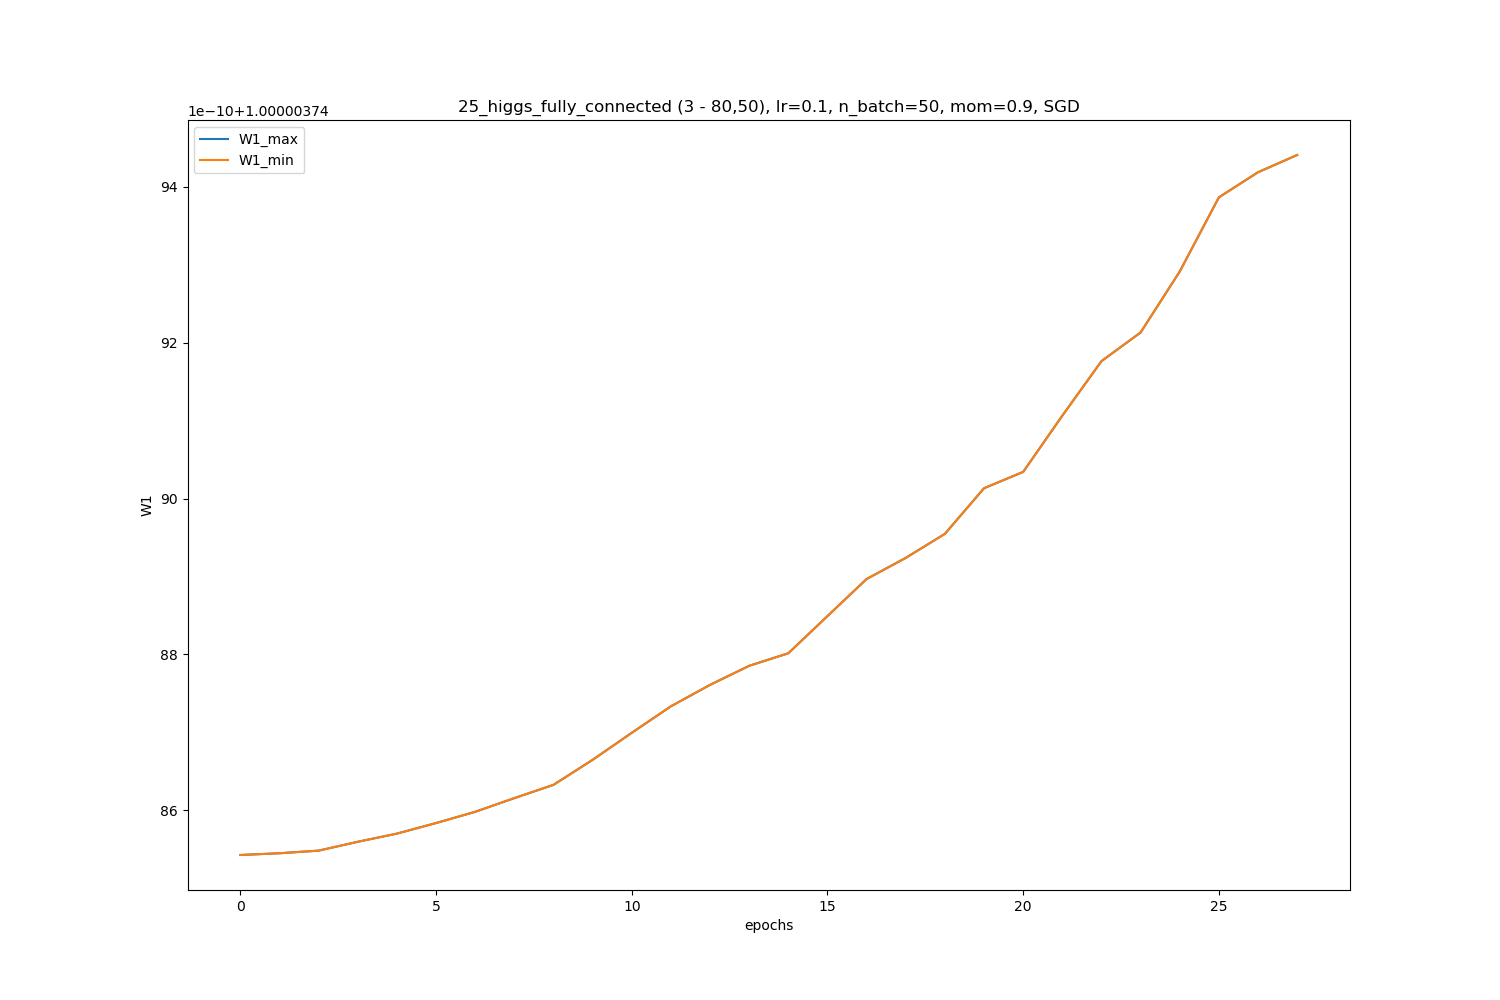 25_higgs_fully_connected (3 - 80,50), lr=0.1, n_batch=50, mom=0.9, SGD
1e−10+1.00000374
W1_max
W1_min
94
92
90
88
86
W1
0 5 10 15 20 25
epochs